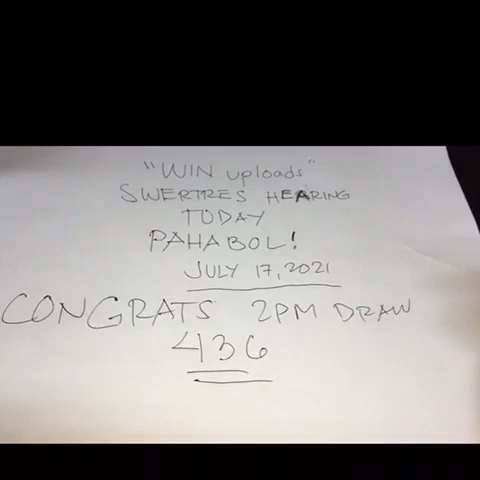 "WIN uploads"
SWERTRES HEARING
TODAY
PAHABOL!
JULY 17, 2021
CONGRATS 2PM DRAW
436